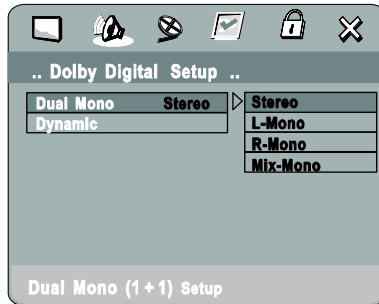 .. Dolby Digital Setup ..
Dual Mono Stereo
Dynamic
Stereo
L-Mono
R-Mono
Mix-Mono
Dual Mono (1+1) Setup